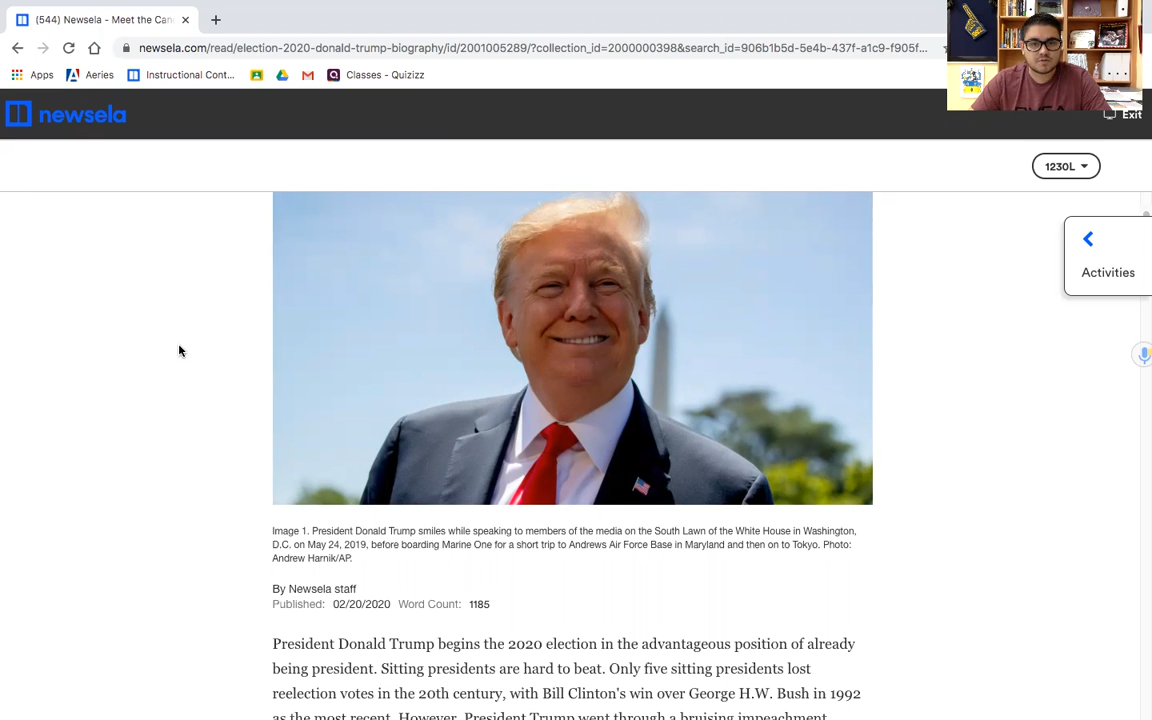 (544) Newsela - Meet the Can
newsela.com/read/election-2020-donald-trump-biography/id/2001005289/?collection_id=2000000398&search_id=906b1b5d-5e4b-437f-a1c9-f905f...
Apps Aeries Instructional Cont... Classes - Quizizz
newsela
Exit
1230L
Activities
Image 1. President Donald Trump smiles while speaking to members of the media on the South Lawn of the White House in Washington,
D.C. on May 24, 2019, before boarding Marine One for a short trip to Andrews Air Force Base in Maryland and then on to Tokyo. Photo:
Andrew Harnik/AP.
By Newsela staff
Published: 02/20/2020 Word Count: 1185
President Donald Trump begins the 2020 election in the advantageous position of already
being president. Sitting presidents are hard to beat. Only five sitting presidents lost
reelection votes in the 20th century, with Bill Clinton's win over George H.W. Bush in 1992
as the most recent. However, President Trump went through a bruising impeachment